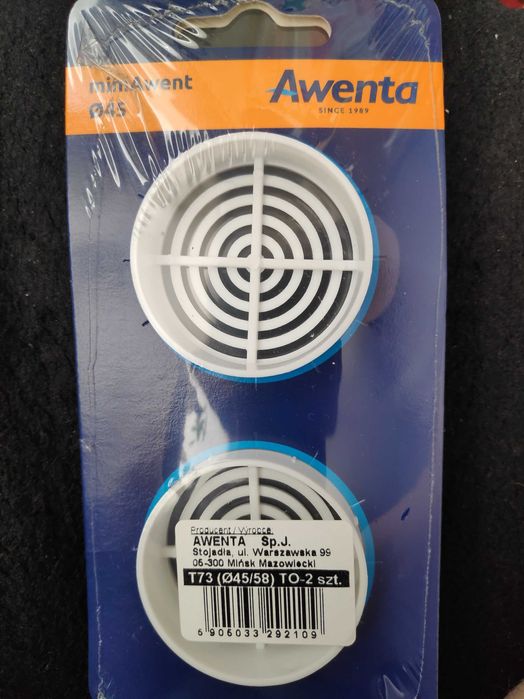 miniAwent
Ø45
Awenta
SINCE 1989
Producent / Výrobce
AWENTA Sp.J.
Stojadła, ul. Warszawska 99
05-300 Mińsk Mazowiecki
T73 (Ø45/58) TO-2 szt.
5 906033 292109